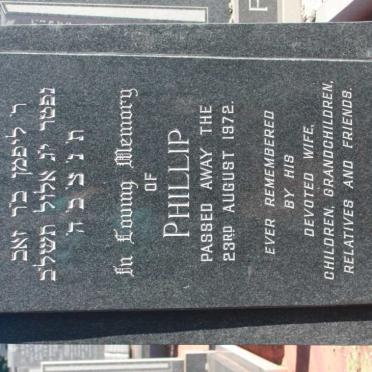 ר' ליפמן ב"ר זאב
נפטר י"ג אלול תשל"ב
ת' נ' צ' ב' ה'
In Loving Memory
OF
PHILLIP
PASSED AWAY THE
23RD AUGUST 1972.
EVER REMEMBERED
BY HIS
DEVOTED WIFE,
CHILDREN, GRANDCHILDREN,
RELATIVES AND FRIENDS.